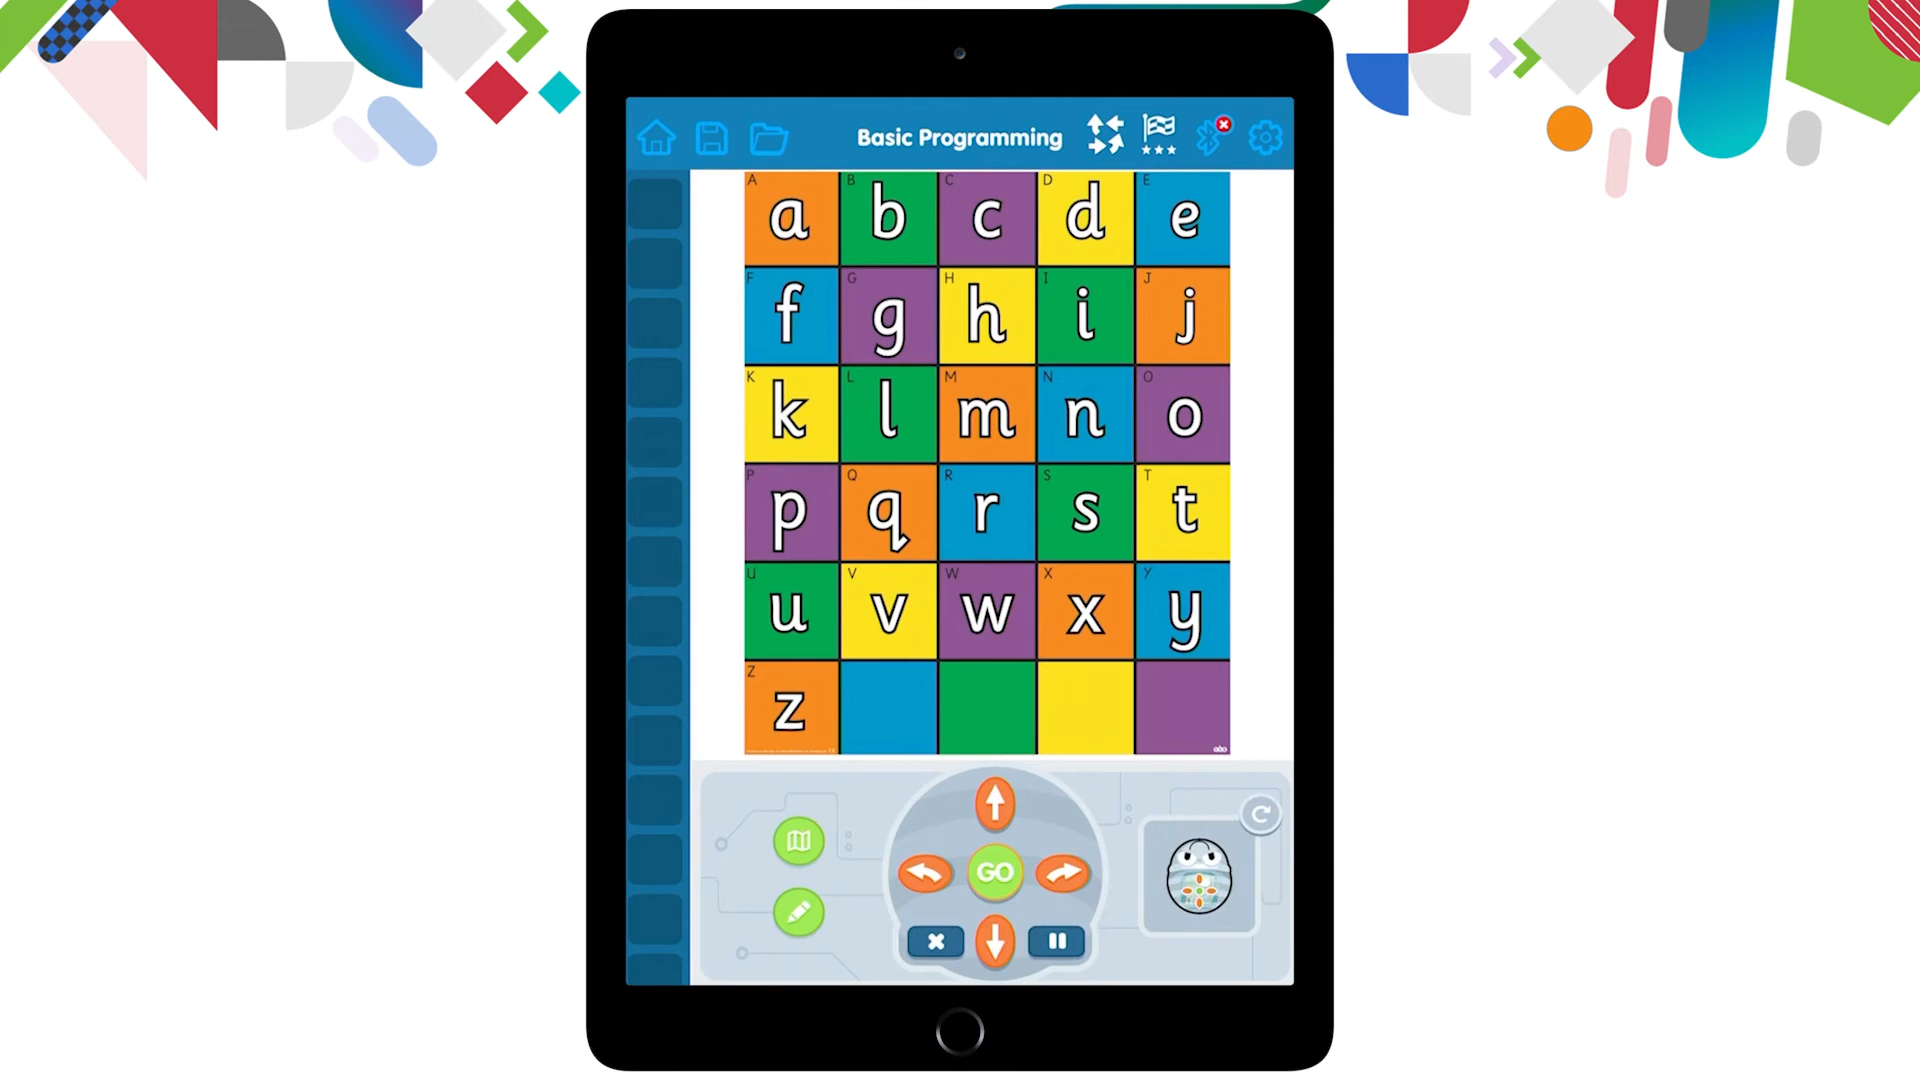 Basic Programming
A B C D E
a b c d e
F G H I J
f g h i j
K L M N O
k l m n o
P Q R S T
p q r s t
U V W X Y
u v w x y
Z
z
GO